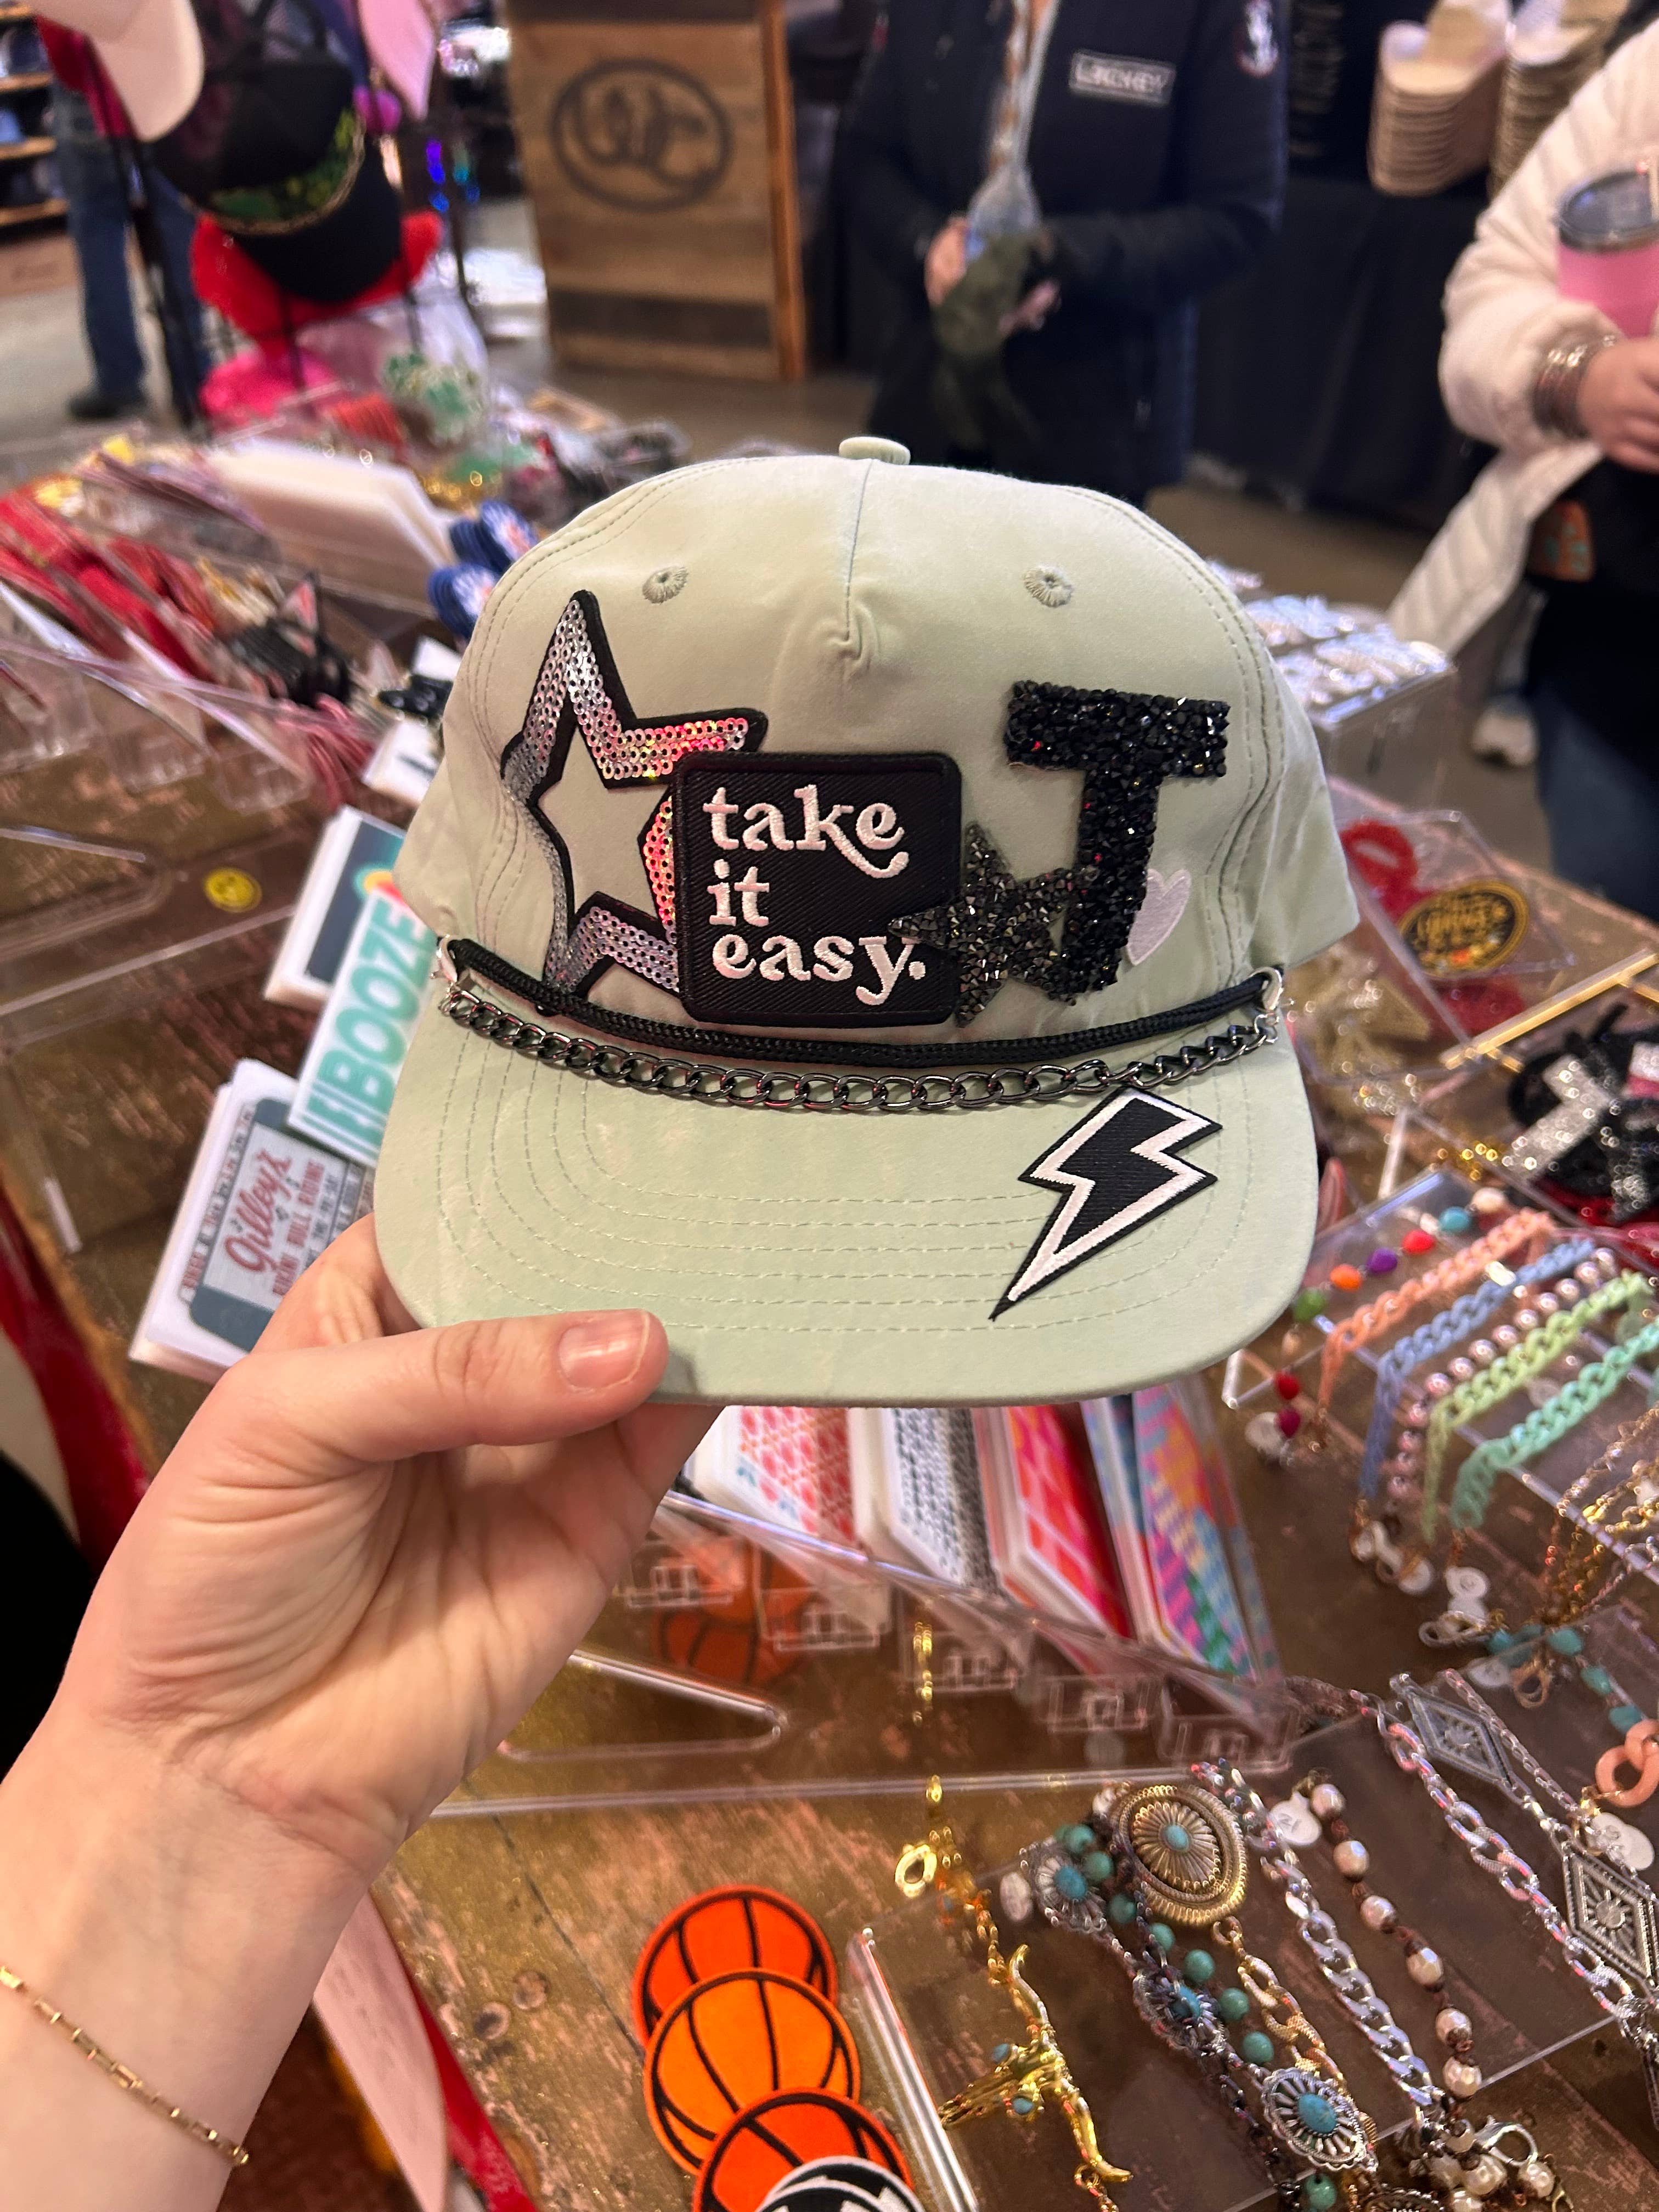 LACKEY
take
it
easy.
T
BOOZE
Gilley's